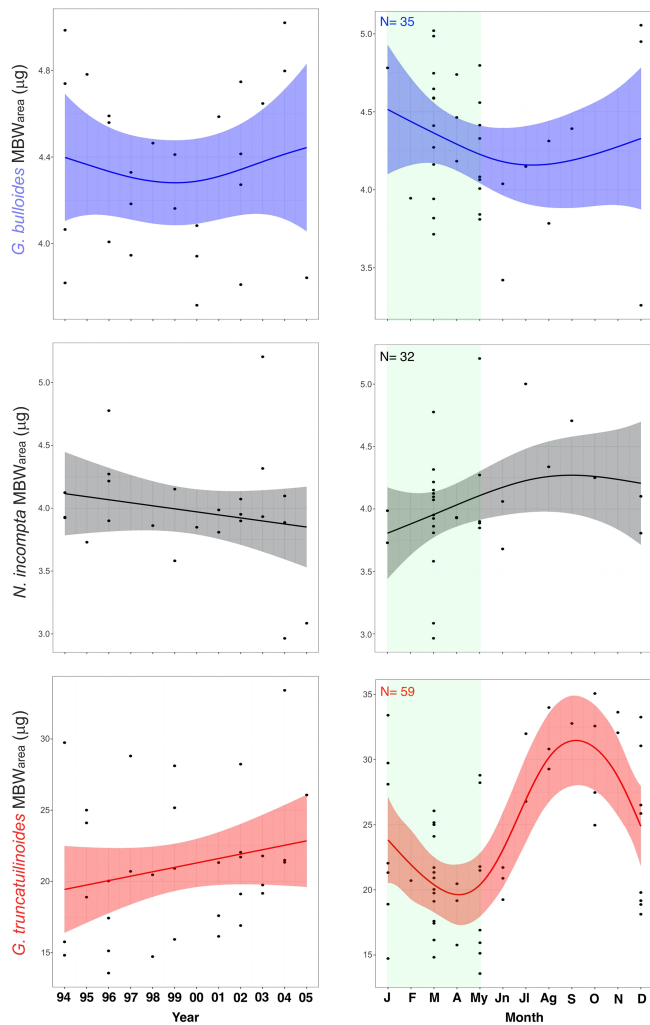 G. bulloides MBWarea (μg)
4.8
4.4
4.0
N= 35
5.0
4.5
4.0
3.5
N. incompta MBWarea (μg)
5.0
4.5
4.0
3.5
3.0
N= 32
5.0
4.5
4.0
3.5
3.0
G. truncatuilinoides MBWarea (μg)
30
25
20
15
94 95 96 97 98 99 00 01 02 03 04 05
Year
N= 59
35
30
25
20
15
J F M A My Jn Jl Ag S O N D
Month